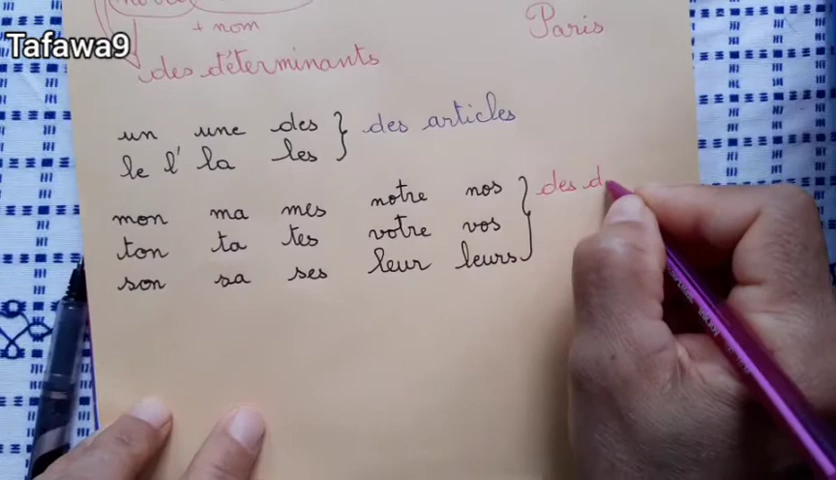 Tafawa9
+ nom
Paris
des déterminants
un une des } des articles
le l' la les
mon ma mes notre nos } des d
ton ta tes votre vos
son sa ses leur leurs